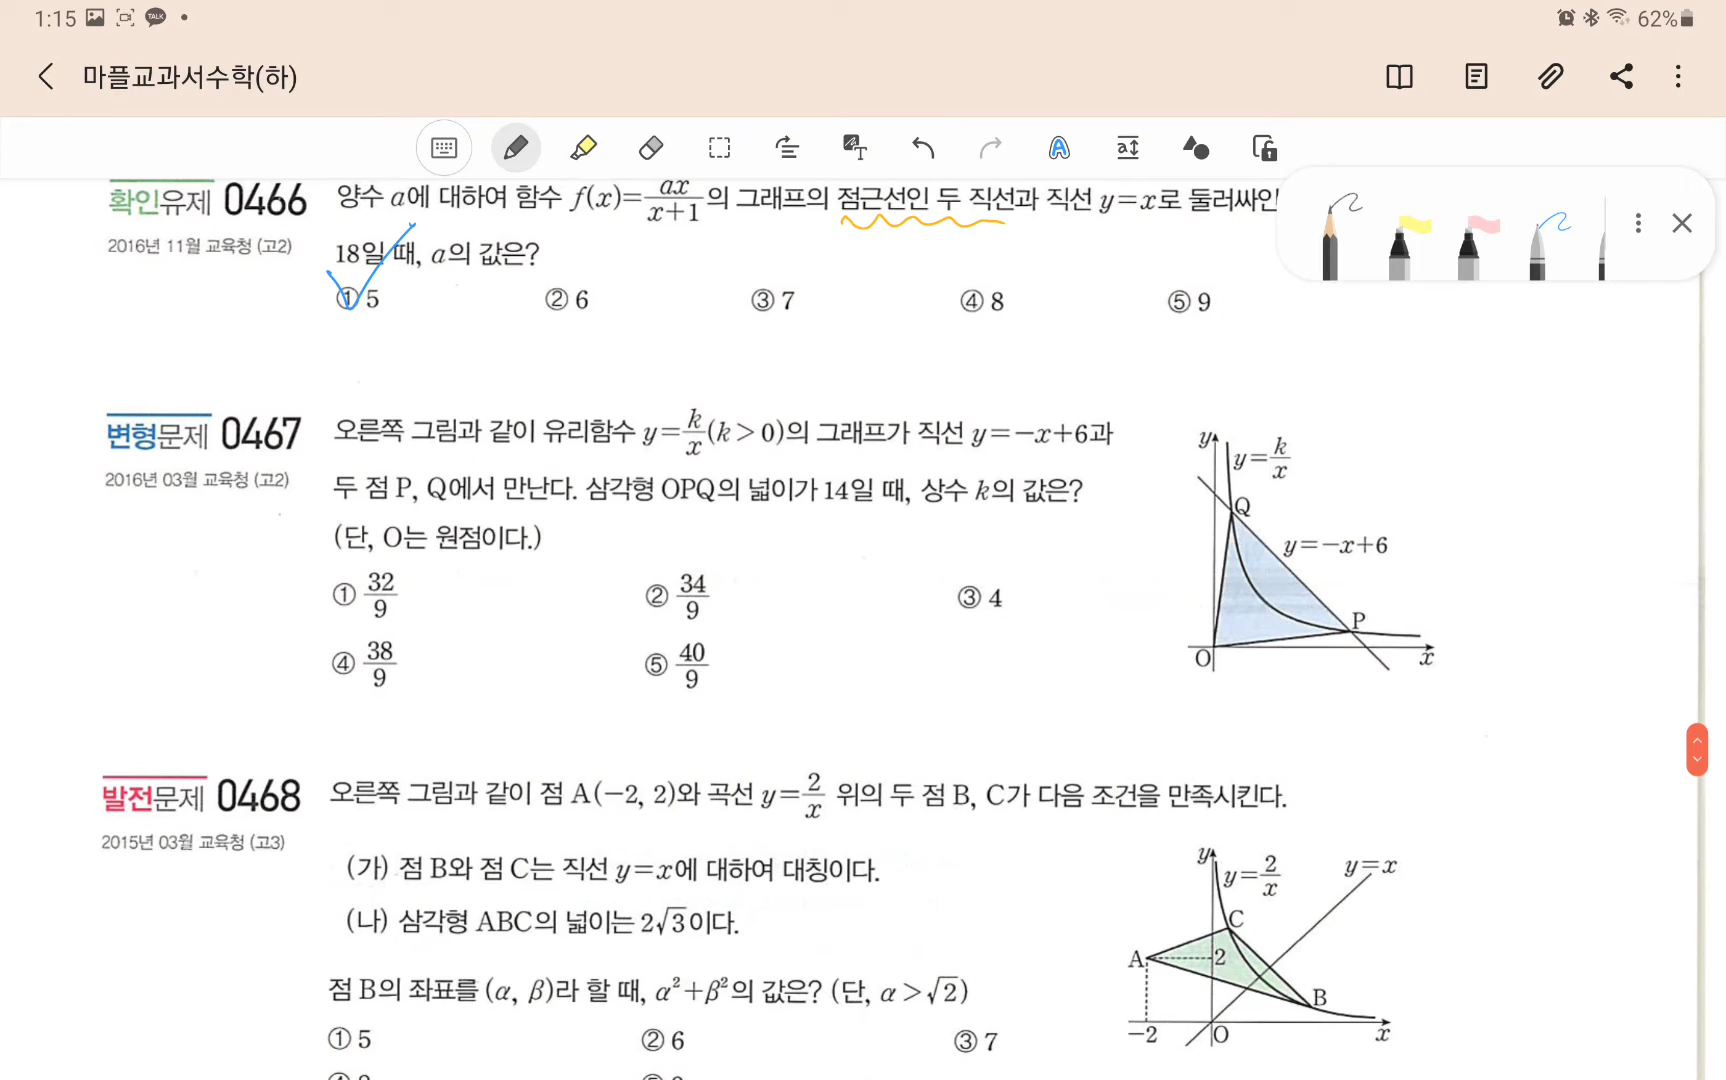 1:15 TALK 62%
마플교과서수학(하)
확인유제 0466 양수 a에 대하여 함수 f(x)=ax/(x+1)의 그래프의 점근선인 두 직선과 직선 y=x로 둘러싸인
2016년 11월 교육청 (고2)
18일 때, a의 값은?
① 5 ② 6 ③ 7 ④ 8 ⑤ 9
변형문제 0467 오른쪽 그림과 같이 유리함수 y=k/x(k>0)의 그래프가 직선 y=-x+6과
2016년 03월 교육청 (고2)
두 점 P, Q에서 만난다. 삼각형 OPQ의 넓이가 14일 때, 상수 k의 값은?
(단, O는 원점이다.)
① 32/9 ② 34/9 ③ 4
④ 38/9 ⑤ 40/9
y y=k/x
Q
y=-x+6
P
O x
발전문제 0468 오른쪽 그림과 같이 점 A(-2, 2)와 곡선 y=2/x 위의 두 점 B, C가 다음 조건을 만족시킨다.
2015년 03월 교육청 (고3)
(가) 점 B와 점 C는 직선 y=x에 대하여 대칭이다.
(나) 삼각형 ABC의 넓이는 2√3이다.
점 B의 좌표를 (α, β)라 할 때, α²+β²의 값은? (단, α>√2)
① 5 ② 6 ③ 7
y y=2/x y=x
C
A 2
B
-2 O x